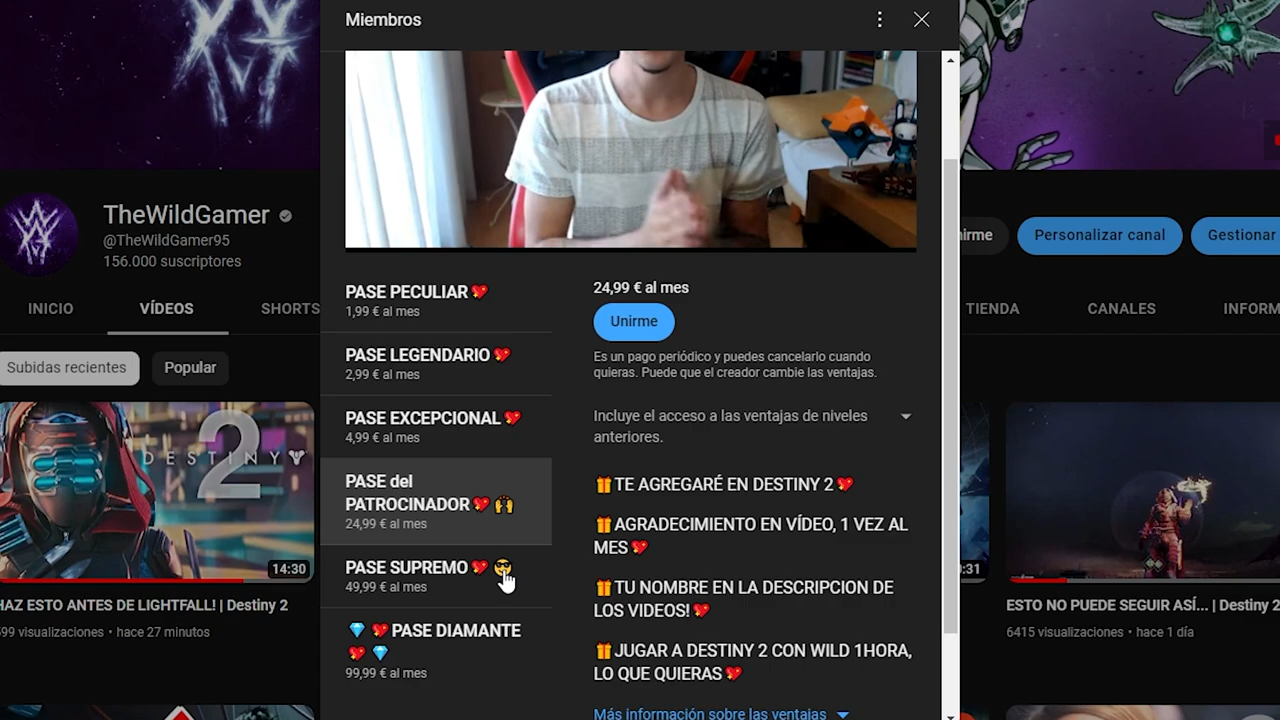 Miembros
TheWildGamer
@TheWildGamer95
156.000 suscriptores
INICIO
VÍDEOS
SHORTS
Subidas recientes
Popular
2
DESTINY
14:30
HAZ ESTO ANTES DE LIGHTFALL! | Destiny 2
599 visualizaciones • hace 27 minutos
PASE PECULIAR 💖
1,99 € al mes
PASE LEGENDARIO 💖
2,99 € al mes
PASE EXCEPCIONAL 💖
4,99 € al mes
PASE del
PATROCINADOR 💖 🙌
24,99 € al mes
PASE SUPREMO 💖 😎
49,99 € al mes
💎 💖 PASE DIAMANTE
💖 💎
99,99 € al mes
24,99 € al mes
Unirme
Es un pago periódico y puedes cancelarlo cuando
quieras. Puede que el creador cambie las ventajas.
Incluye el acceso a las ventajas de niveles
anteriores.
🎁TE AGREGARÉ EN DESTINY 2💖
🎁AGRADECIMIENTO EN VÍDEO, 1 VEZ AL
MES💖
🎁TU NOMBRE EN LA DESCRIPCION DE
LOS VIDEOS!💖
🎁JUGAR A DESTINY 2 CON WILD 1HORA,
LO QUE QUIERAS💖
Más información sobre las ventajas
nirme
Personalizar canal
Gestionar
TIENDA
CANALES
INFORM
:31
ESTO NO PUEDE SEGUIR ASÍ... | Destiny 2
6415 visualizaciones • hace 1 día